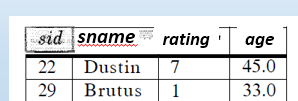 sid sname rating age
22 Dustin 7 45.0
29 Brutus 1 33.0